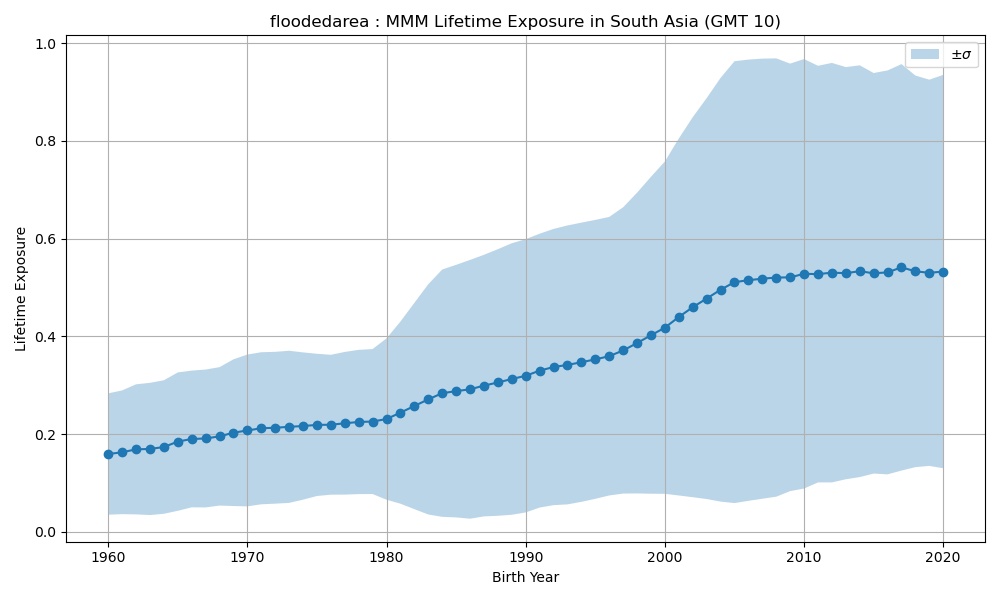 floodedarea : MMM Lifetime Exposure in South Asia (GMT 10)
±σ
Lifetime Exposure
1.0
0.8
0.6
0.4
0.2
0.0
1960 1970 1980 1990 2000 2010 2020
Birth Year